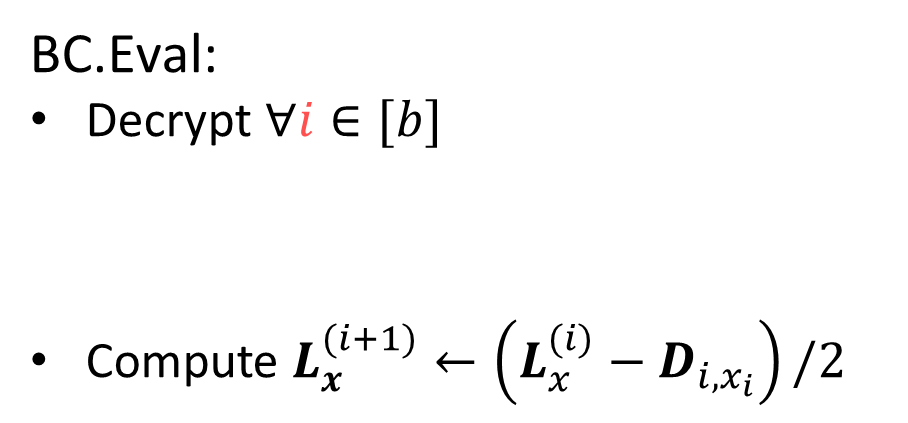 BC.Eval:
• Decrypt ∀i ∈ [b]
• Compute L_x^(i+1) ← (L_x^(i) − D_{i,x_i})/2